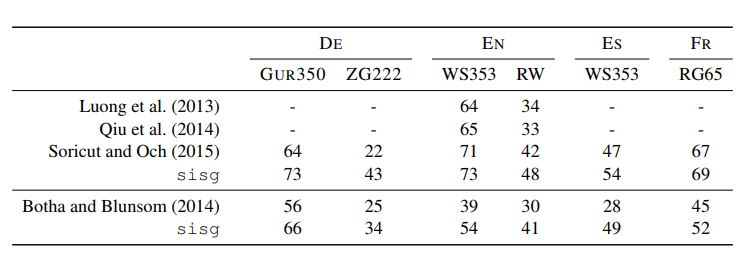 DE EN ES FR
GUR350 ZG222 WS353 RW WS353 RG65
Luong et al. (2013) - - 64 34 - -
Qiu et al. (2014) - - 65 33 - -
Soricut and Och (2015) 64 22 71 42 47 67
sisg 73 43 73 48 54 69
Botha and Blunsom (2014) 56 25 39 30 28 45
sisg 66 34 54 41 49 52